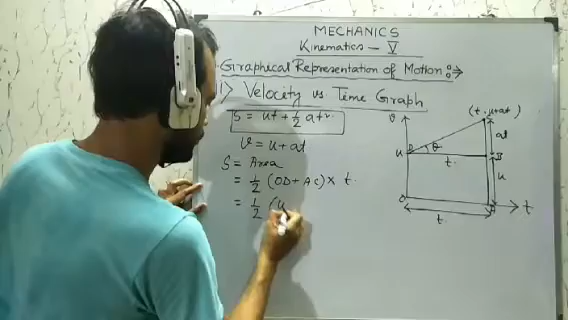 MECHANICS
Kinematics - V
Graphical Representation of Motion :->
Velocity vs Time Graph
S = ut + 1/2 at².
V = u + at
S = Area
= 1/2 (OD + AC) × t.
= 1/2 (u
v
(t, u+at)
at
u
D
θ
B
t.
u
O
A
t
t